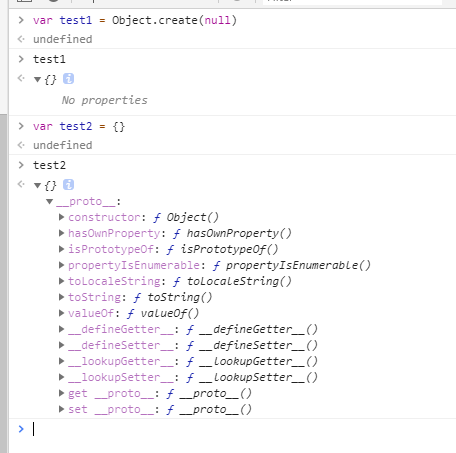 var test1 = Object.create(null)
undefined
test1
{}
No properties
var test2 = {}
undefined
test2
{}
__proto__:
constructor: ƒ Object()
hasOwnProperty: ƒ hasOwnProperty()
isPrototypeOf: ƒ isPrototypeOf()
propertyIsEnumerable: ƒ propertyIsEnumerable()
toLocaleString: ƒ toLocaleString()
toString: ƒ toString()
valueOf: ƒ valueOf()
__defineGetter__: ƒ __defineGetter__()
__defineSetter__: ƒ __defineSetter__()
__lookupGetter__: ƒ __lookupGetter__()
__lookupSetter__: ƒ __lookupSetter__()
get __proto__: ƒ __proto__()
set __proto__: ƒ __proto__()